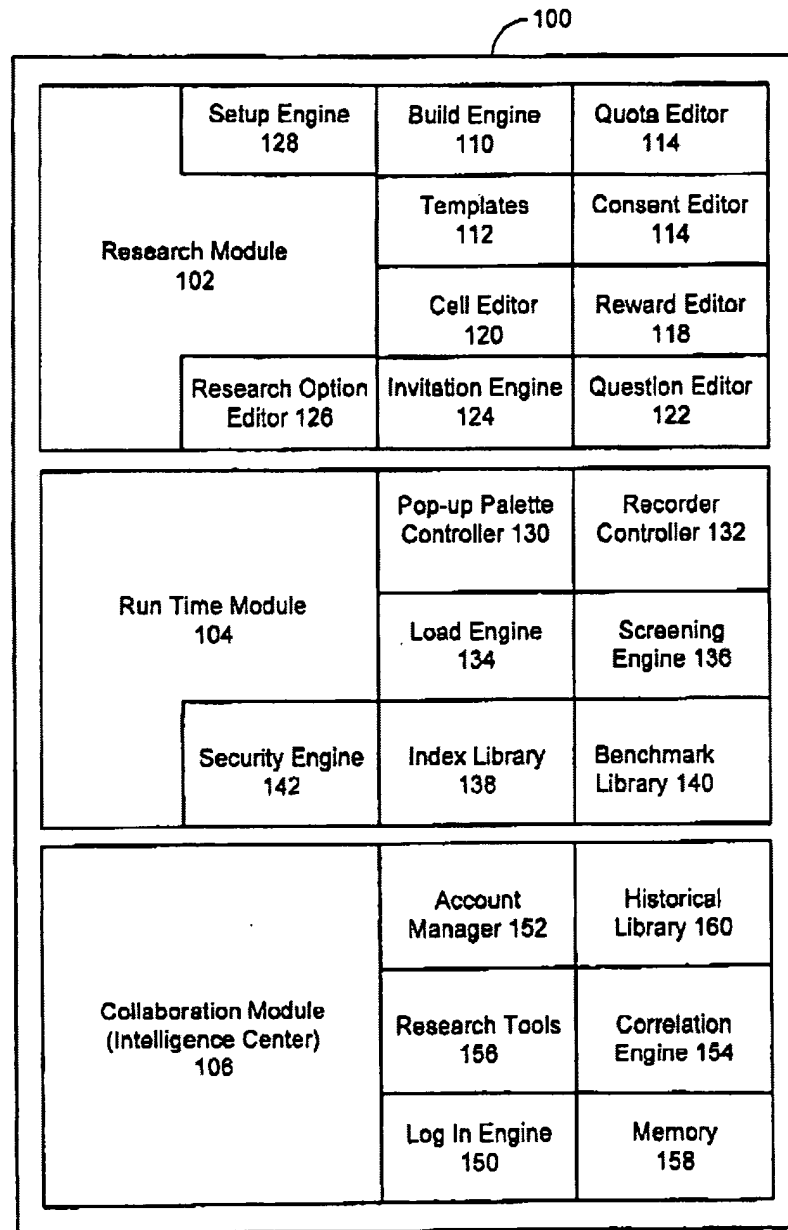 100
Setup Engine
128
Build Engine
110
Quota Editor
114
Templates
112
Consent Editor
114
Research Module
102
Cell Editor
120
Reward Editor
118
Research Option
Editor 126
Invitation Engine
124
Question Editor
122
Pop-up Palette
Controller 130
Recorder
Controller 132
Run Time Module
104
Load Engine
134
Screening
Engine 136
Security Engine
142
Index Library
138
Benchmark
Library 140
Account
Manager 152
Historical
Library 160
Collaboration Module
(Intelligence Center)
106
Research Tools
156
Correlation
Engine 154
Log In Engine
150
Memory
158